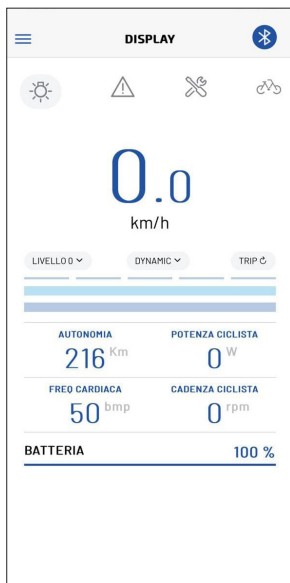 DISPLAY
0.0
km/h
LIVELLO 0
DYNAMIC
TRIP
AUTONOMIA
POTENZA CICLISTA
216 Km
0 W
FREQ CARDIACA
CADENZA CICLISTA
50 bmp
0 rpm
BATTERIA
100 %